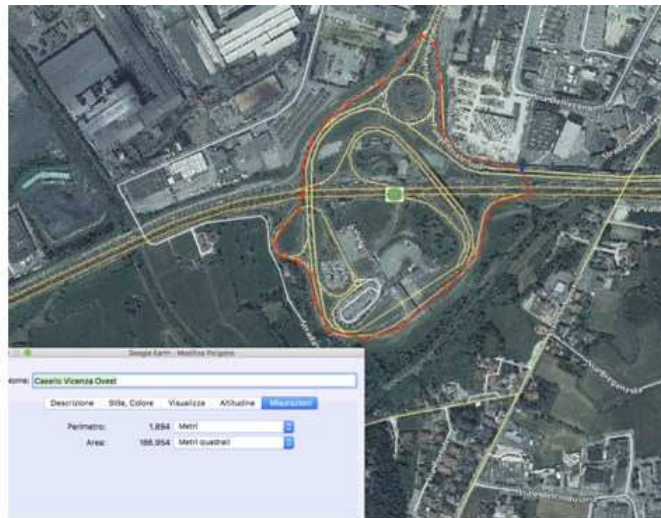 Google Earth - Modifica Poligono
Nome: Casello Vicenza Ovest
Descrizione Stile, Colore Visualizza Altitudine Misurazioni
Perimetro: 1.894 Metri
Area: 186.954 Metri quadrati